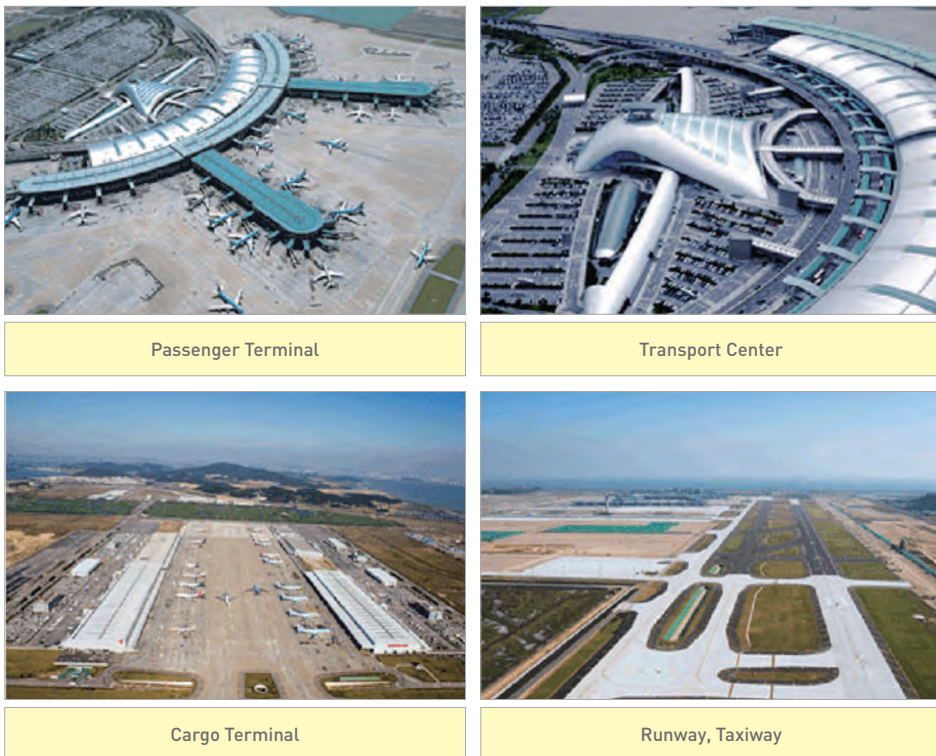 Passenger Terminal
Transport Center
Cargo Terminal
Runway, Taxiway